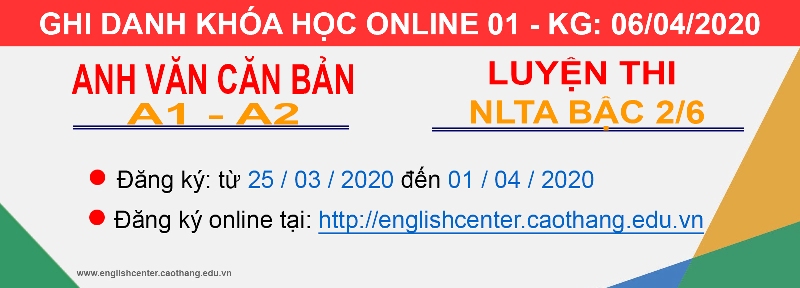 GHI DANH KHÓA HỌC ONLINE 01 - KG: 06/04/2020
ANH VĂN CĂN BẢN
A1 - A2
LUYỆN THI
NLTA BẬC 2/6
Đăng ký: từ 25 / 03 / 2020 đến 01 / 04 / 2020
Đăng ký online tại: http://englishcenter.caothang.edu.vn
www.englishcenter.caothang.edu.vn